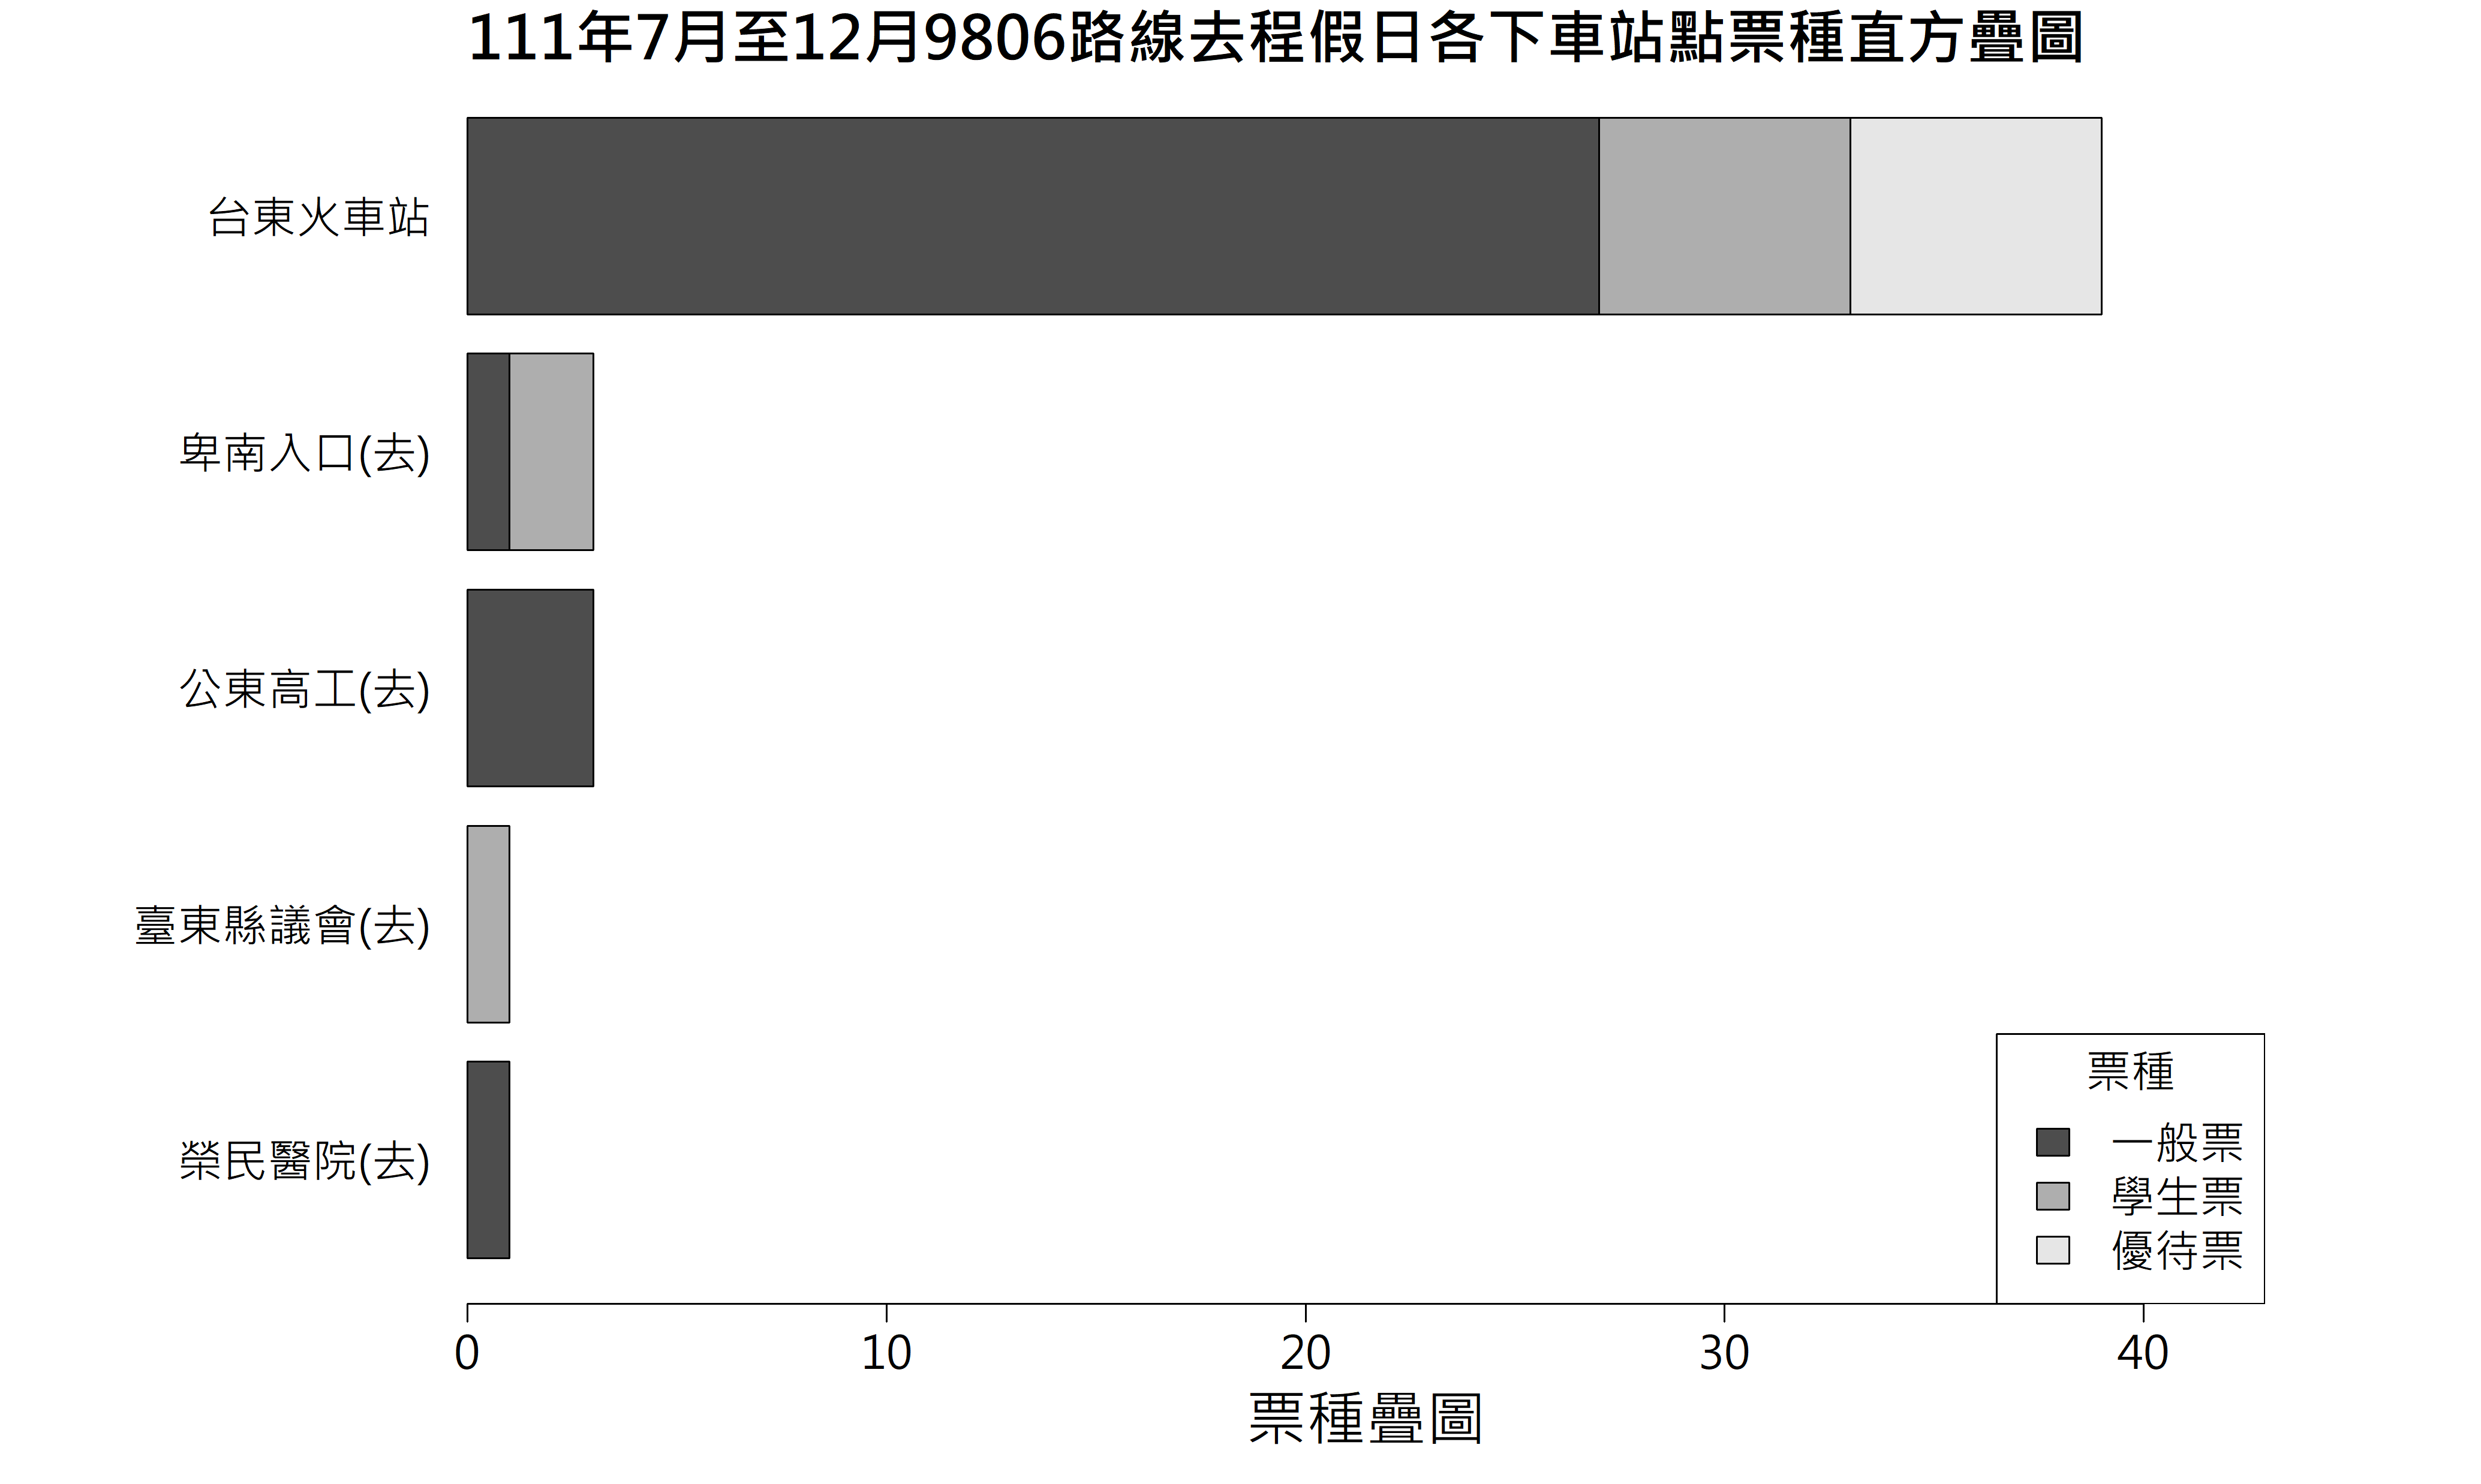 111年7月至12月9806路線去程假日各下車站點票種直方疊圖
台東火車站
卑南入口(去)
公東高工(去)
臺東縣議會(去)
榮民醫院(去)
票種
一般票
學生票
優待票
0 10 20 30 40
票種疊圖